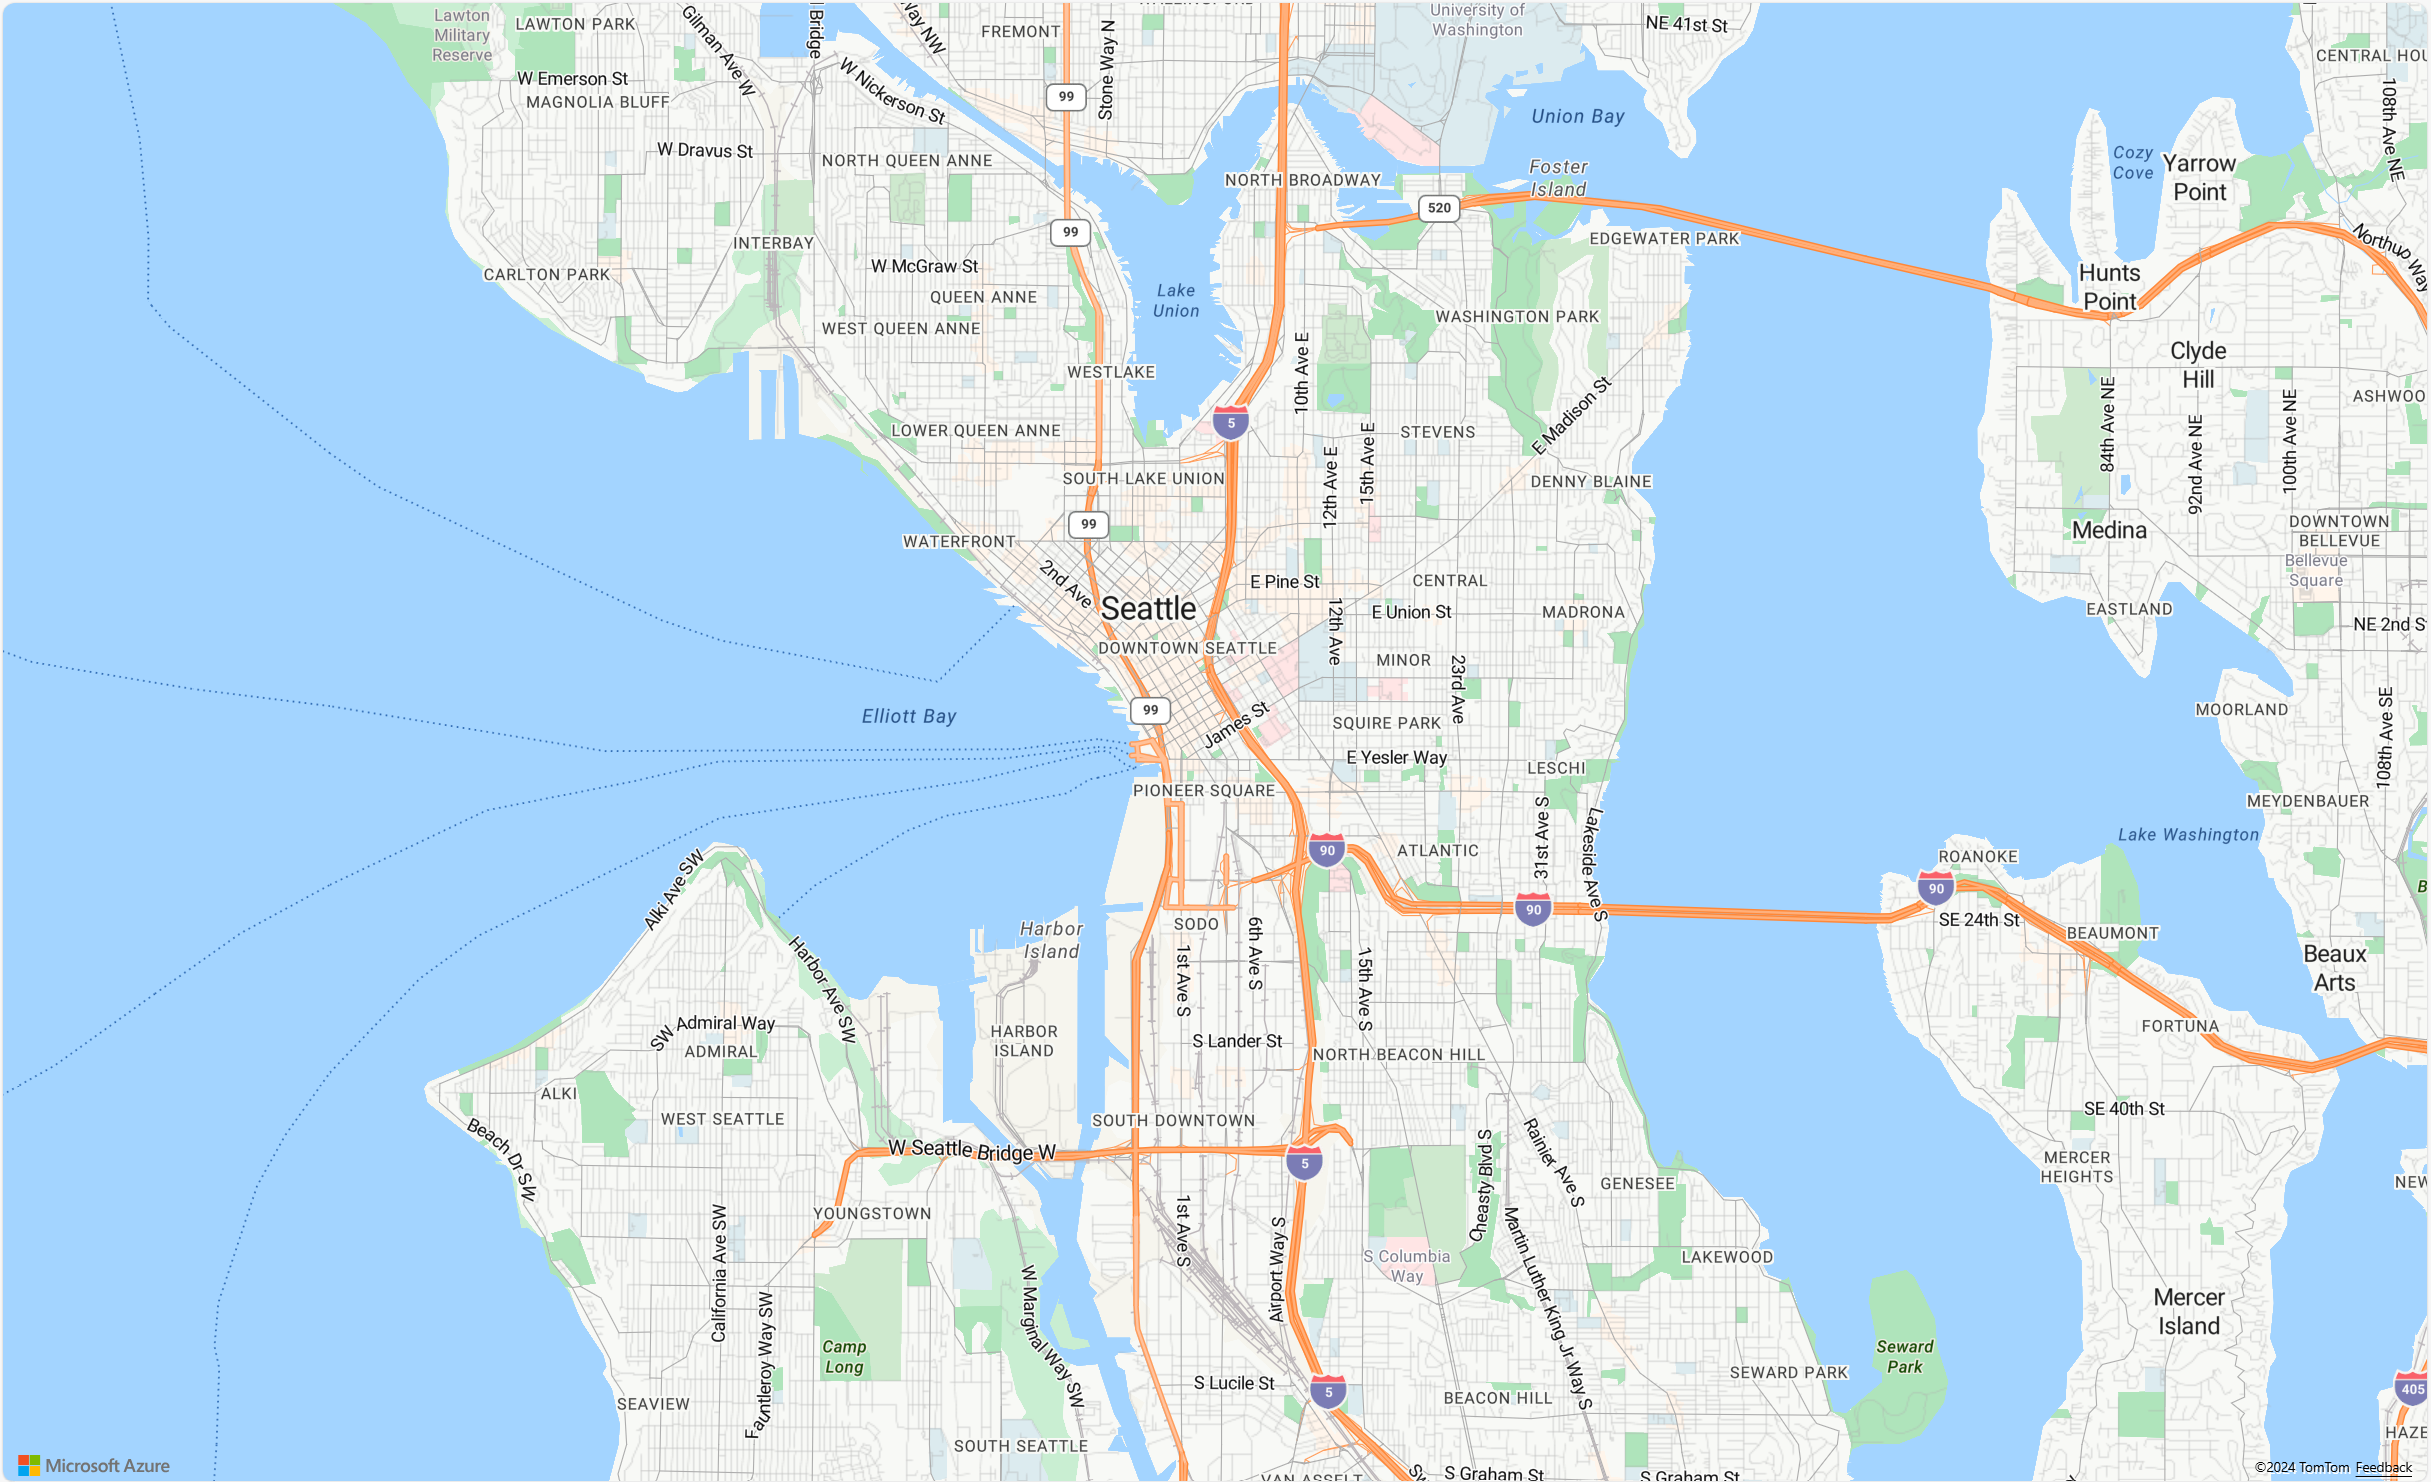 Lawton
Military
Reserve
LAWTON PARK
Gilman Ave W
FREMONT
Stone Way N
University of
Washington
NE 41st St
CENTRAL HOU
W Emerson St
MAGNOLIA BLUFF
W Nickerson St
99
Union Bay
108th Ave NE
W Dravus St
NORTH QUEEN ANNE
NORTH BROADWAY
Foster
Island
Cozy
Cove
Yarrow
Point
520
99
INTERBAY
EDGEWATER PARK
Northup Way
CARLTON PARK
W McGraw St
QUEEN ANNE
Lake
Union
Hunts
Point
WEST QUEEN ANNE
WASHINGTON PARK
WESTLAKE
10th Ave E
Clyde
Hill
ASHWOO
84th Ave NE
92nd Ave NE
100th Ave NE
LOWER QUEEN ANNE
5
STEVENS
E Madison St
12th Ave E
15th Ave E
SOUTH LAKE UNION
DENNY BLAINE
99
WATERFRONT
Medina
DOWNTOWN
BELLEVUE
Bellevue
Square
2nd Ave
E Pine St
CENTRAL
Seattle
12th Ave
E Union St
MADRONA
EASTLAND
NE 2nd S
DOWNTOWN SEATTLE
MINOR
23rd Ave
Elliott Bay
99
James St
SQUIRE PARK
MOORLAND
108th Ave SE
E Yesler Way
LESCHI
PIONEER SQUARE
MEYDENBAUER
Lake Washington
Alki Ave SW
90
ATLANTIC
31st Ave S
Lakeside Ave S
ROANOKE
90
90
B
SE 24th St
SODO
Harbor
Island
6th Ave S
BEAUMONT
Beaux
Arts
Harbor Ave SW
1st Ave S
15th Ave S
SW Admiral Way
ADMIRAL
HARBOR
ISLAND
S Lander St
NORTH BEACON HILL
FORTUNA
ALKI
WEST SEATTLE
SOUTH DOWNTOWN
SE 40th St
Beach Dr SW
W Seattle Bridge W
5
Cheasty Blvd S
Rainier Ave S
MERCER
HEIGHTS
GENESEE
NEW
YOUNGSTOWN
California Ave SW
1st Ave S
Airport Way S
S Columbia
Way
Martin Luther King Jr Way S
LAKEWOOD
W Marginal Way SW
Mercer
Island
Camp
Long
Fauntleroy Way SW
Seward
Park
SEWARD PARK
S Lucile St
5
BEACON HILL
405
SEAVIEW
HAZE
SOUTH SEATTLE
Microsoft Azure
VAN ASSELT
S Graham St
S Graham St
©2024 TomTom Feedback